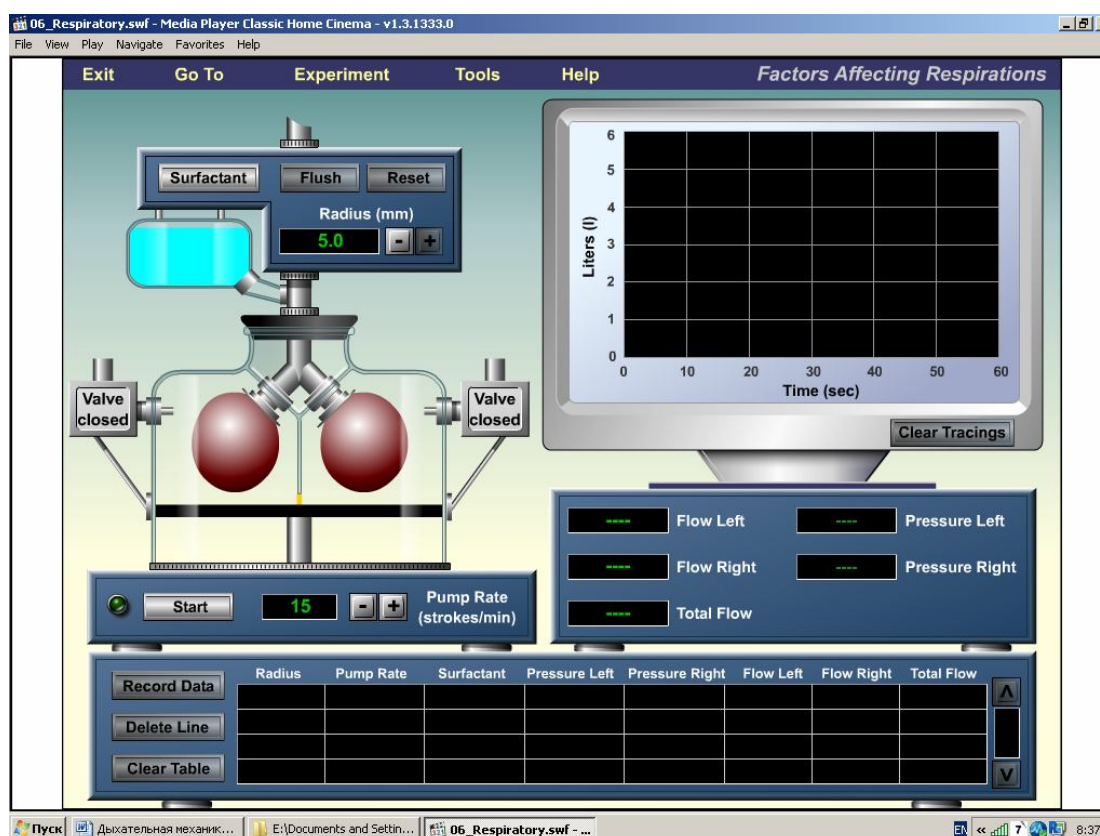 06_Respiratory.swf - Media Player Classic Home Cinema - v1.3.1333.0
File View Play Navigate Favorites Help
Exit Go To Experiment Tools Help Factors Affecting Respirations
Surfactant Flush Reset
Radius (mm)
5.0 - +
Valve
closed
Valve
closed
Liters (l)
6
5
4
3
2
1
0
0 10 20 30 40 50 60
Time (sec)
Clear Tracings
---- Flow Left ---- Pressure Left
---- Flow Right ---- Pressure Right
---- Total Flow
Start 15 - + Pump Rate
(strokes/min)
Radius Pump Rate Surfactant Pressure Left Pressure Right Flow Left Flow Right Total Flow
Record Data
Delete Line
Clear Table
Пуск Дыхательная механик... E:\Documents and Settin... 06_Respiratory.swf - ... EN « 7 8:37